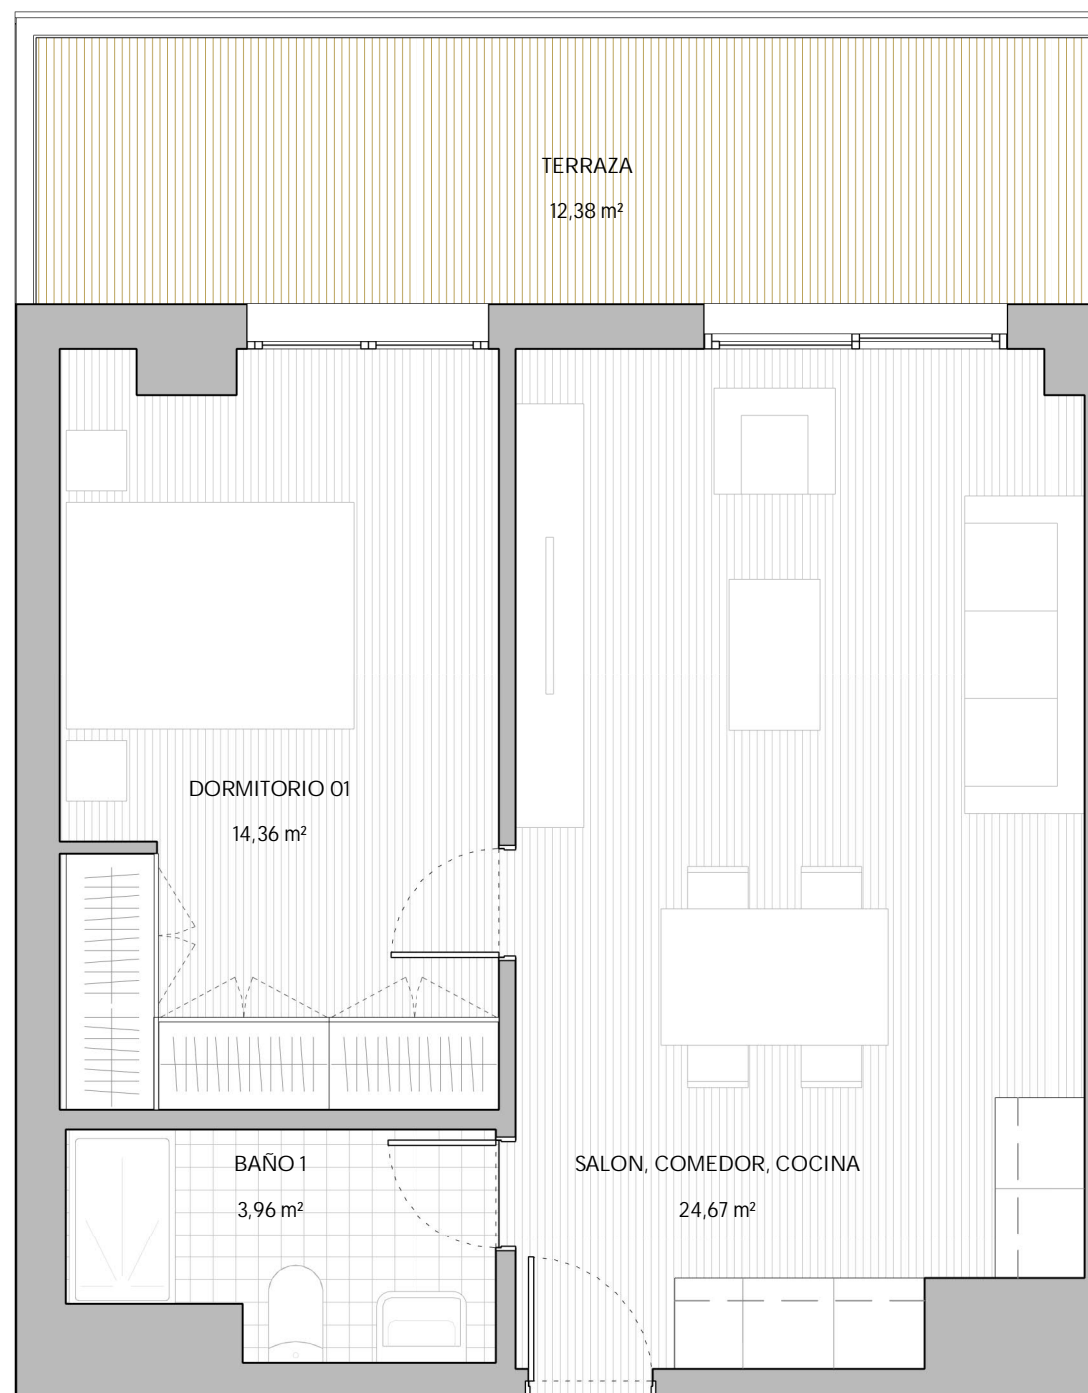 TERRAZA
12,38 m²
DORMITORIO 01
14,36 m²
BAÑO 1
3,96 m²
SALON, COMEDOR, COCINA
24,67 m²